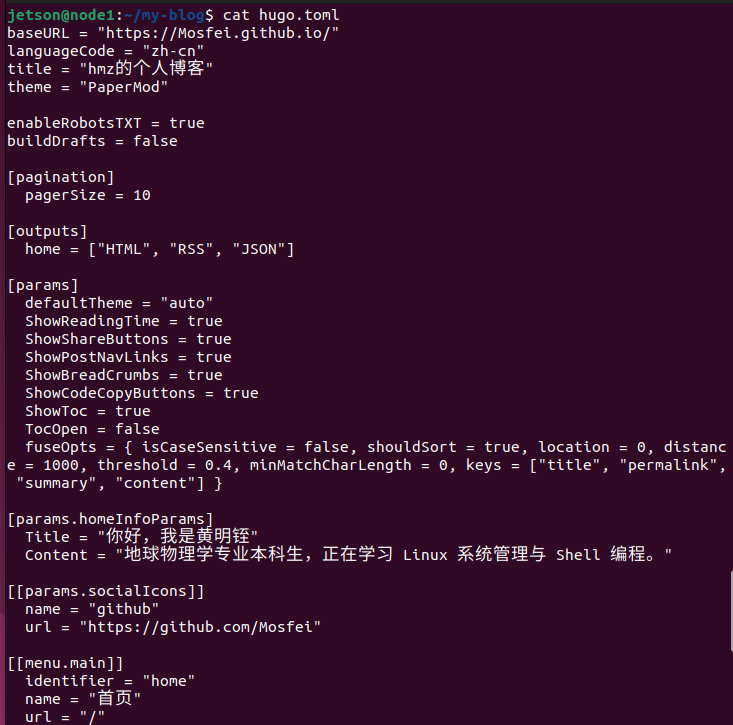 jetson@node1:~/my-blog$ cat hugo.toml
baseURL = "https://Mosfei.github.io/"
languageCode = "zh-cn"
title = "hmz的个人博客"
theme = "PaperMod"

enableRobotsTXT = true
buildDrafts = false

[pagination]
  pagerSize = 10

[outputs]
  home = ["HTML", "RSS", "JSON"]

[params]
  defaultTheme = "auto"
  ShowReadingTime = true
  ShowShareButtons = true
  ShowPostNavLinks = true
  ShowBreadCrumbs = true
  ShowCodeCopyButtons = true
  ShowToc = true
  TocOpen = false
  fuseOpts = { isCaseSensitive = false, shouldSort = true, location = 0, distanc
e = 1000, threshold = 0.4, minMatchCharLength = 0, keys = ["title", "permalink",
 "summary", "content"] }

[params.homeInfoParams]
  Title = "你好，我是黄明铚"
  Content = "地球物理学专业本科生，正在学习 Linux 系统管理与 Shell 编程。"

[[params.socialIcons]]
  name = "github"
  url = "https://github.com/Mosfei"

[[menu.main]]
  identifier = "home"
  name = "首页"
  url = "/"